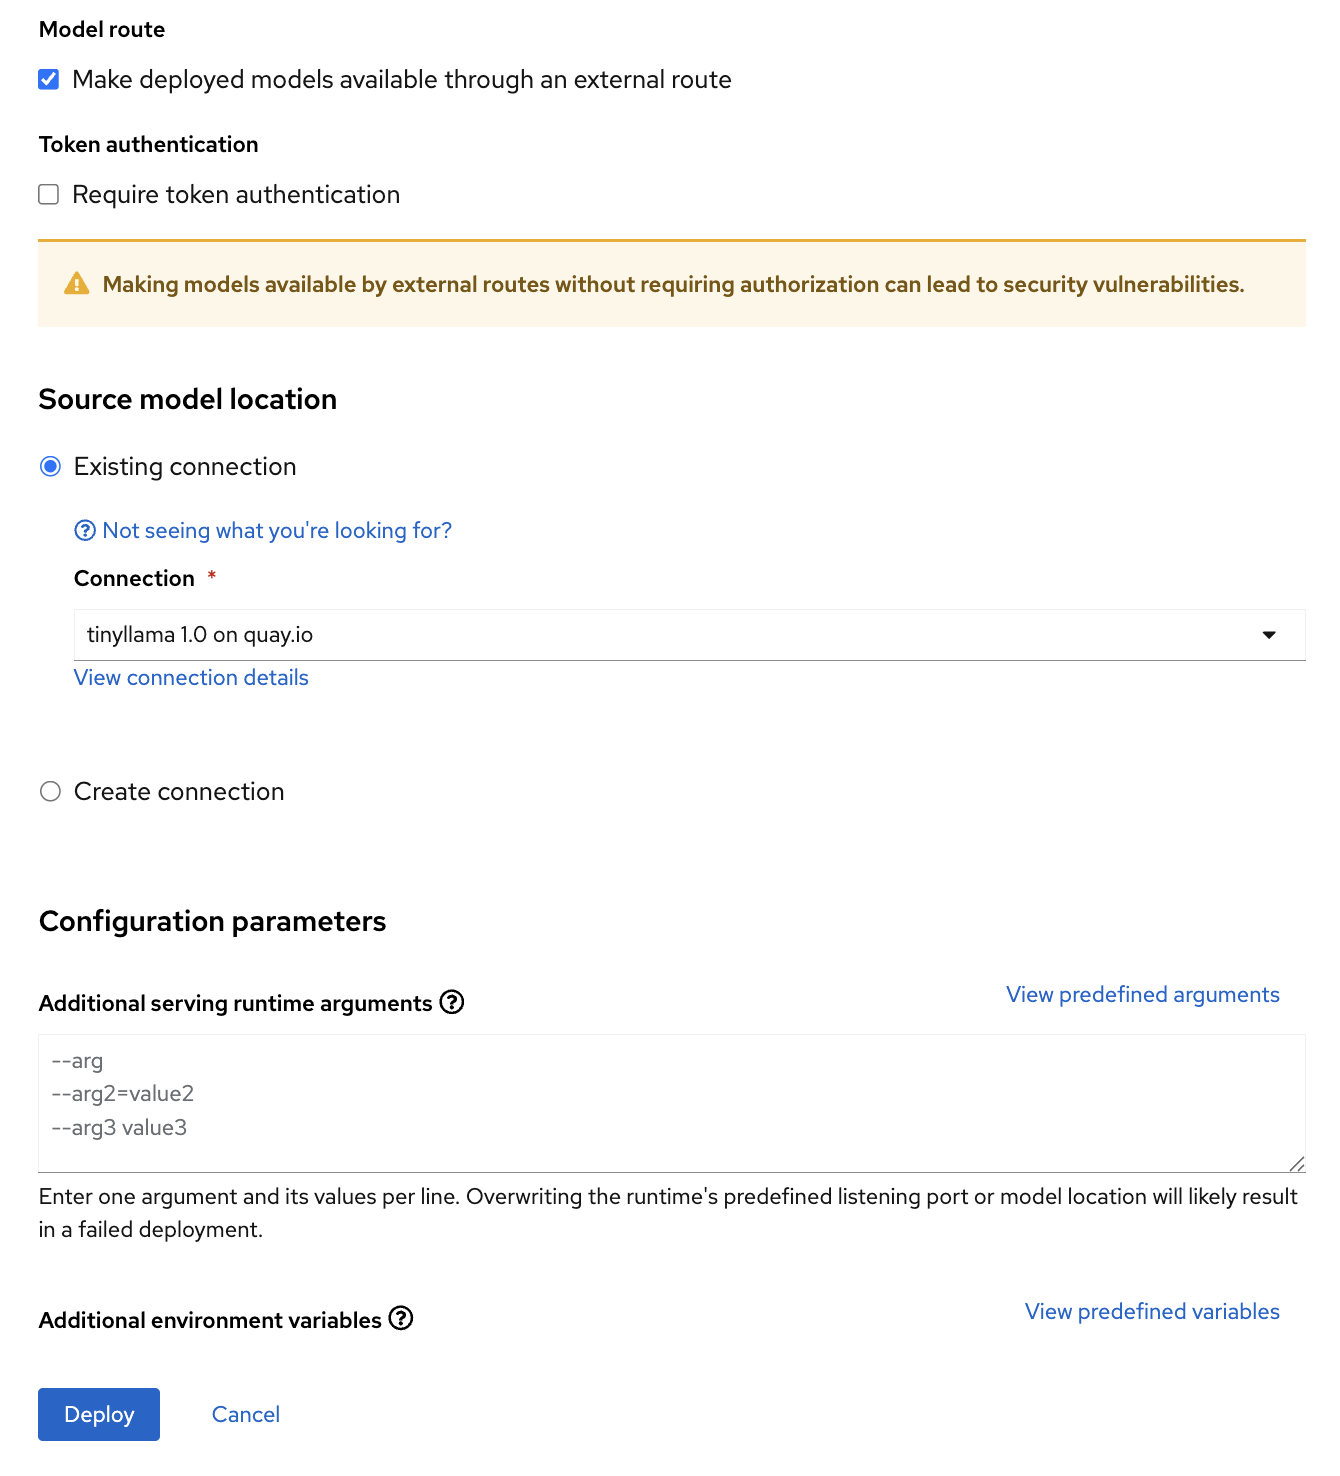 Model route
Make deployed models available through an external route
Token authentication
Require token authentication
Making models available by external routes without requiring authorization can lead to security vulnerabilities.
Source model location
Existing connection
Not seeing what you're looking for?
Connection *
tinyllama 1.0 on quay.io
View connection details
Create connection
Configuration parameters
Additional serving runtime arguments
View predefined arguments
--arg
--arg2=value2
--arg3 value3
Enter one argument and its values per line. Overwriting the runtime's predefined listening port or model location will likely result
in a failed deployment.
Additional environment variables
View predefined variables
Deploy Cancel